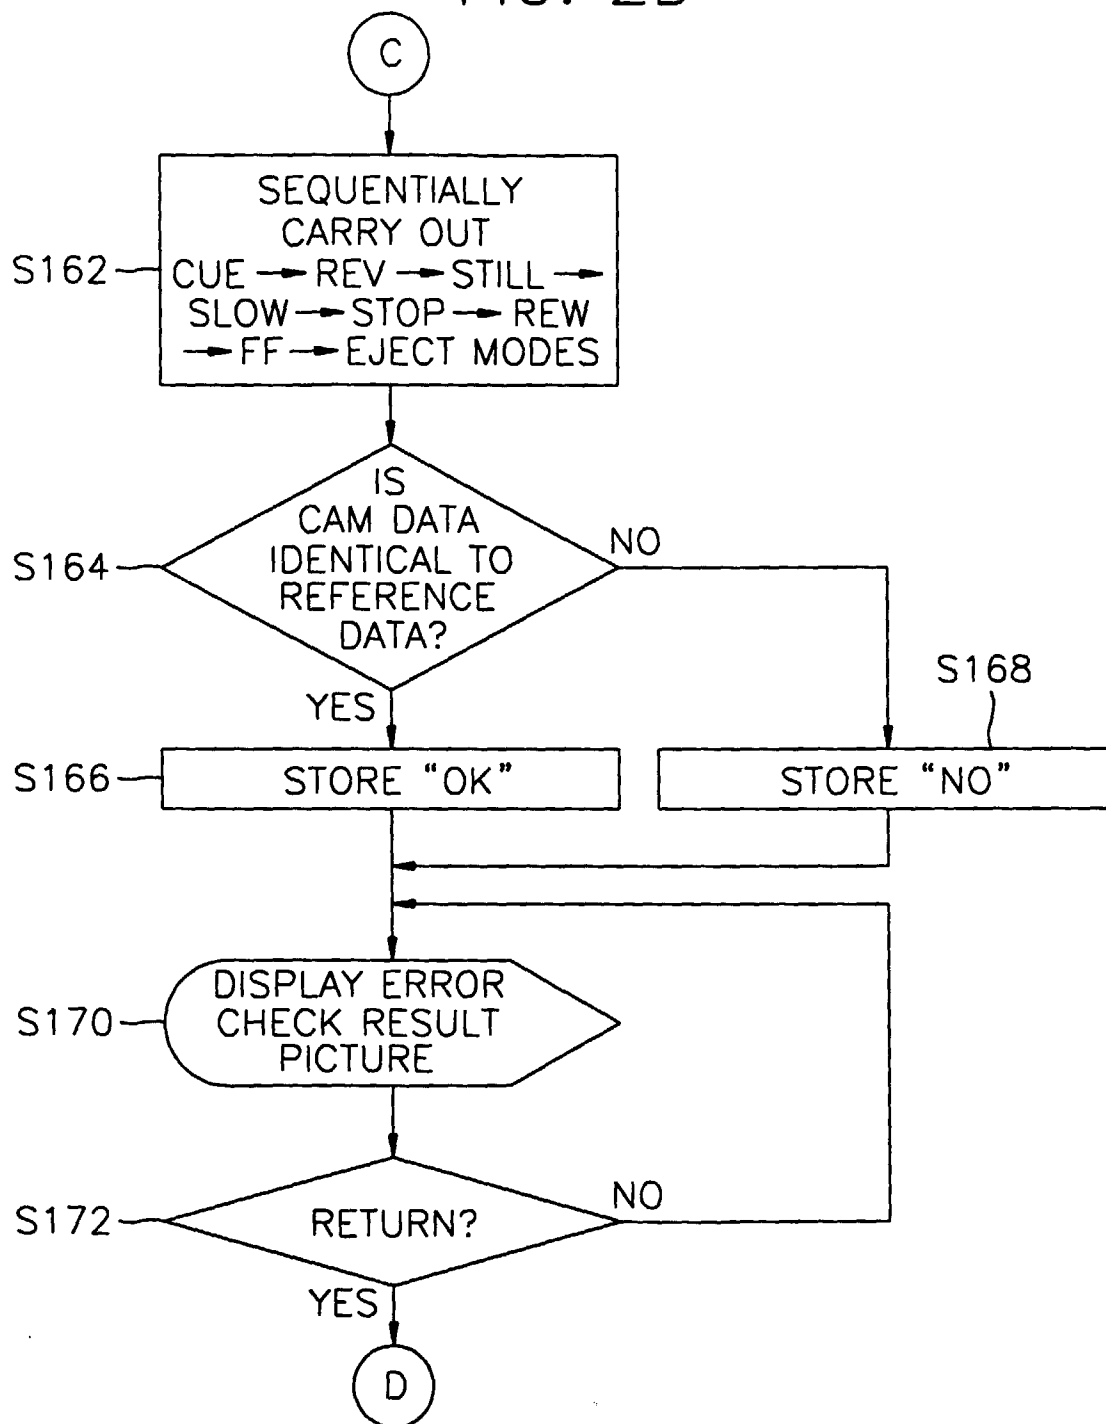 C
SEQUENTIALLY
CARRY OUT
S162
CUE → REV → STILL →
SLOW → STOP → REW
→ FF → EJECT MODES
IS
CAM DATA
IDENTICAL TO
REFERENCE
DATA?
S164
NO
YES
S168
S166
STORE "OK"
STORE "NO"
DISPLAY ERROR
S170
CHECK RESULT
PICTURE
NO
S172
RETURN?
YES
D